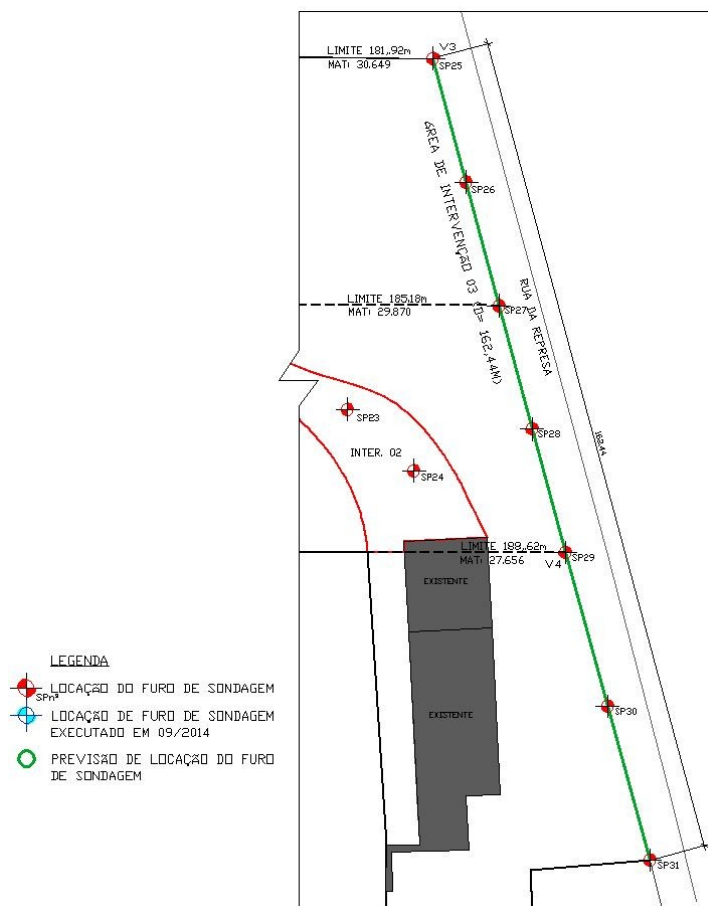 V3
LIMITE 181,92m
MAT: 30.649
SP25
ÁREA DE INTERVENÇÃO 03 (D= 162,44M)
SP26
RUA DA REPRESA
LIMITE 185,18m
MAT: 29.870
SP27
SP23
SP28
162,44
INTER. 02
SP24
LIMITE 188,62m
MAT: 27.656
V4
SP29
EXISTENTE
LEGENDA
LOCAÇÃO DO FURO DE SONDAGEM
SPnº
LOCAÇÃO DE FURO DE SONDAGEM
EXECUTADO EM 09/2014
EXISTENTE
SP30
PREVISÃO DE LOCAÇÃO DO FURO
DE SONDAGEM
SP31